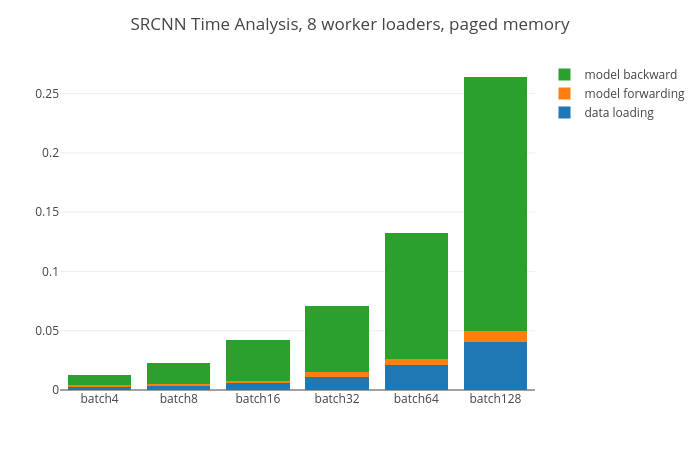 SRCNN Time Analysis, 8 worker loaders, paged memory
model backward
model forwarding
data loading
0.25
0.2
0.15
0.1
0.05
0
batch4
batch8
batch16
batch32
batch64
batch128